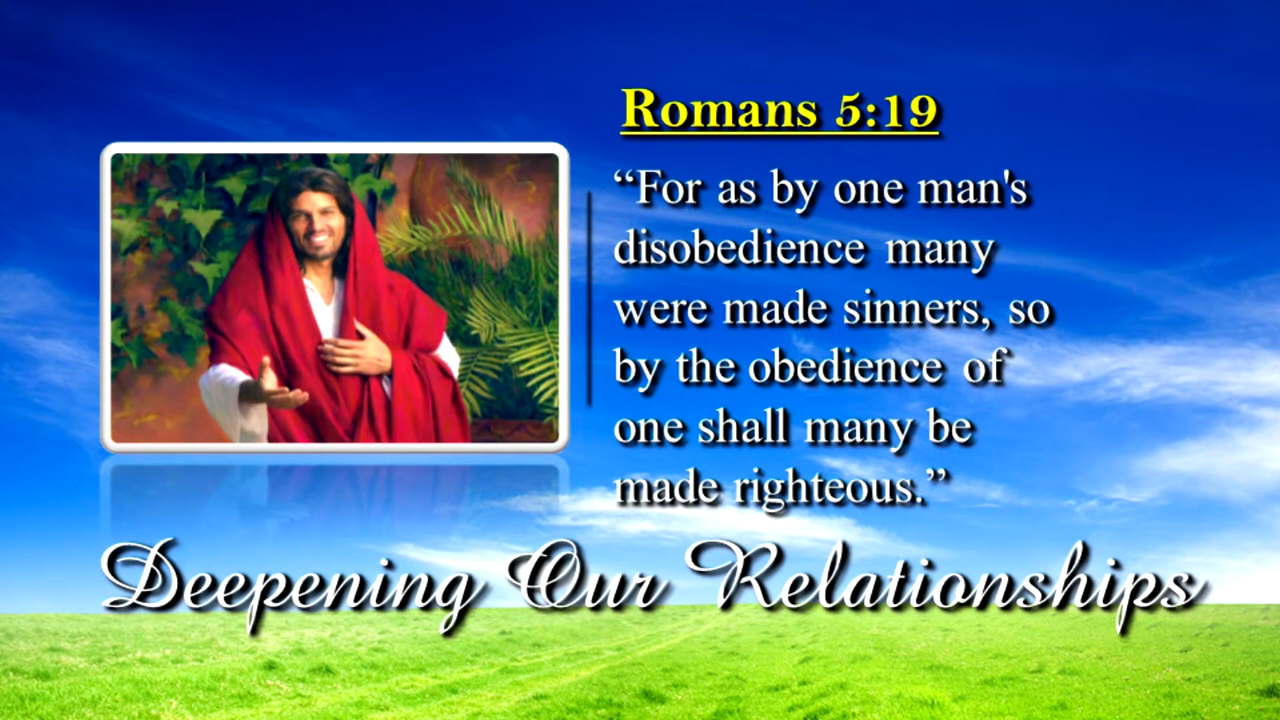 Romans 5:19
“For as by one man's
disobedience many
were made sinners, so
by the obedience of
one shall many be
made righteous.”
Deepening Our Relationships